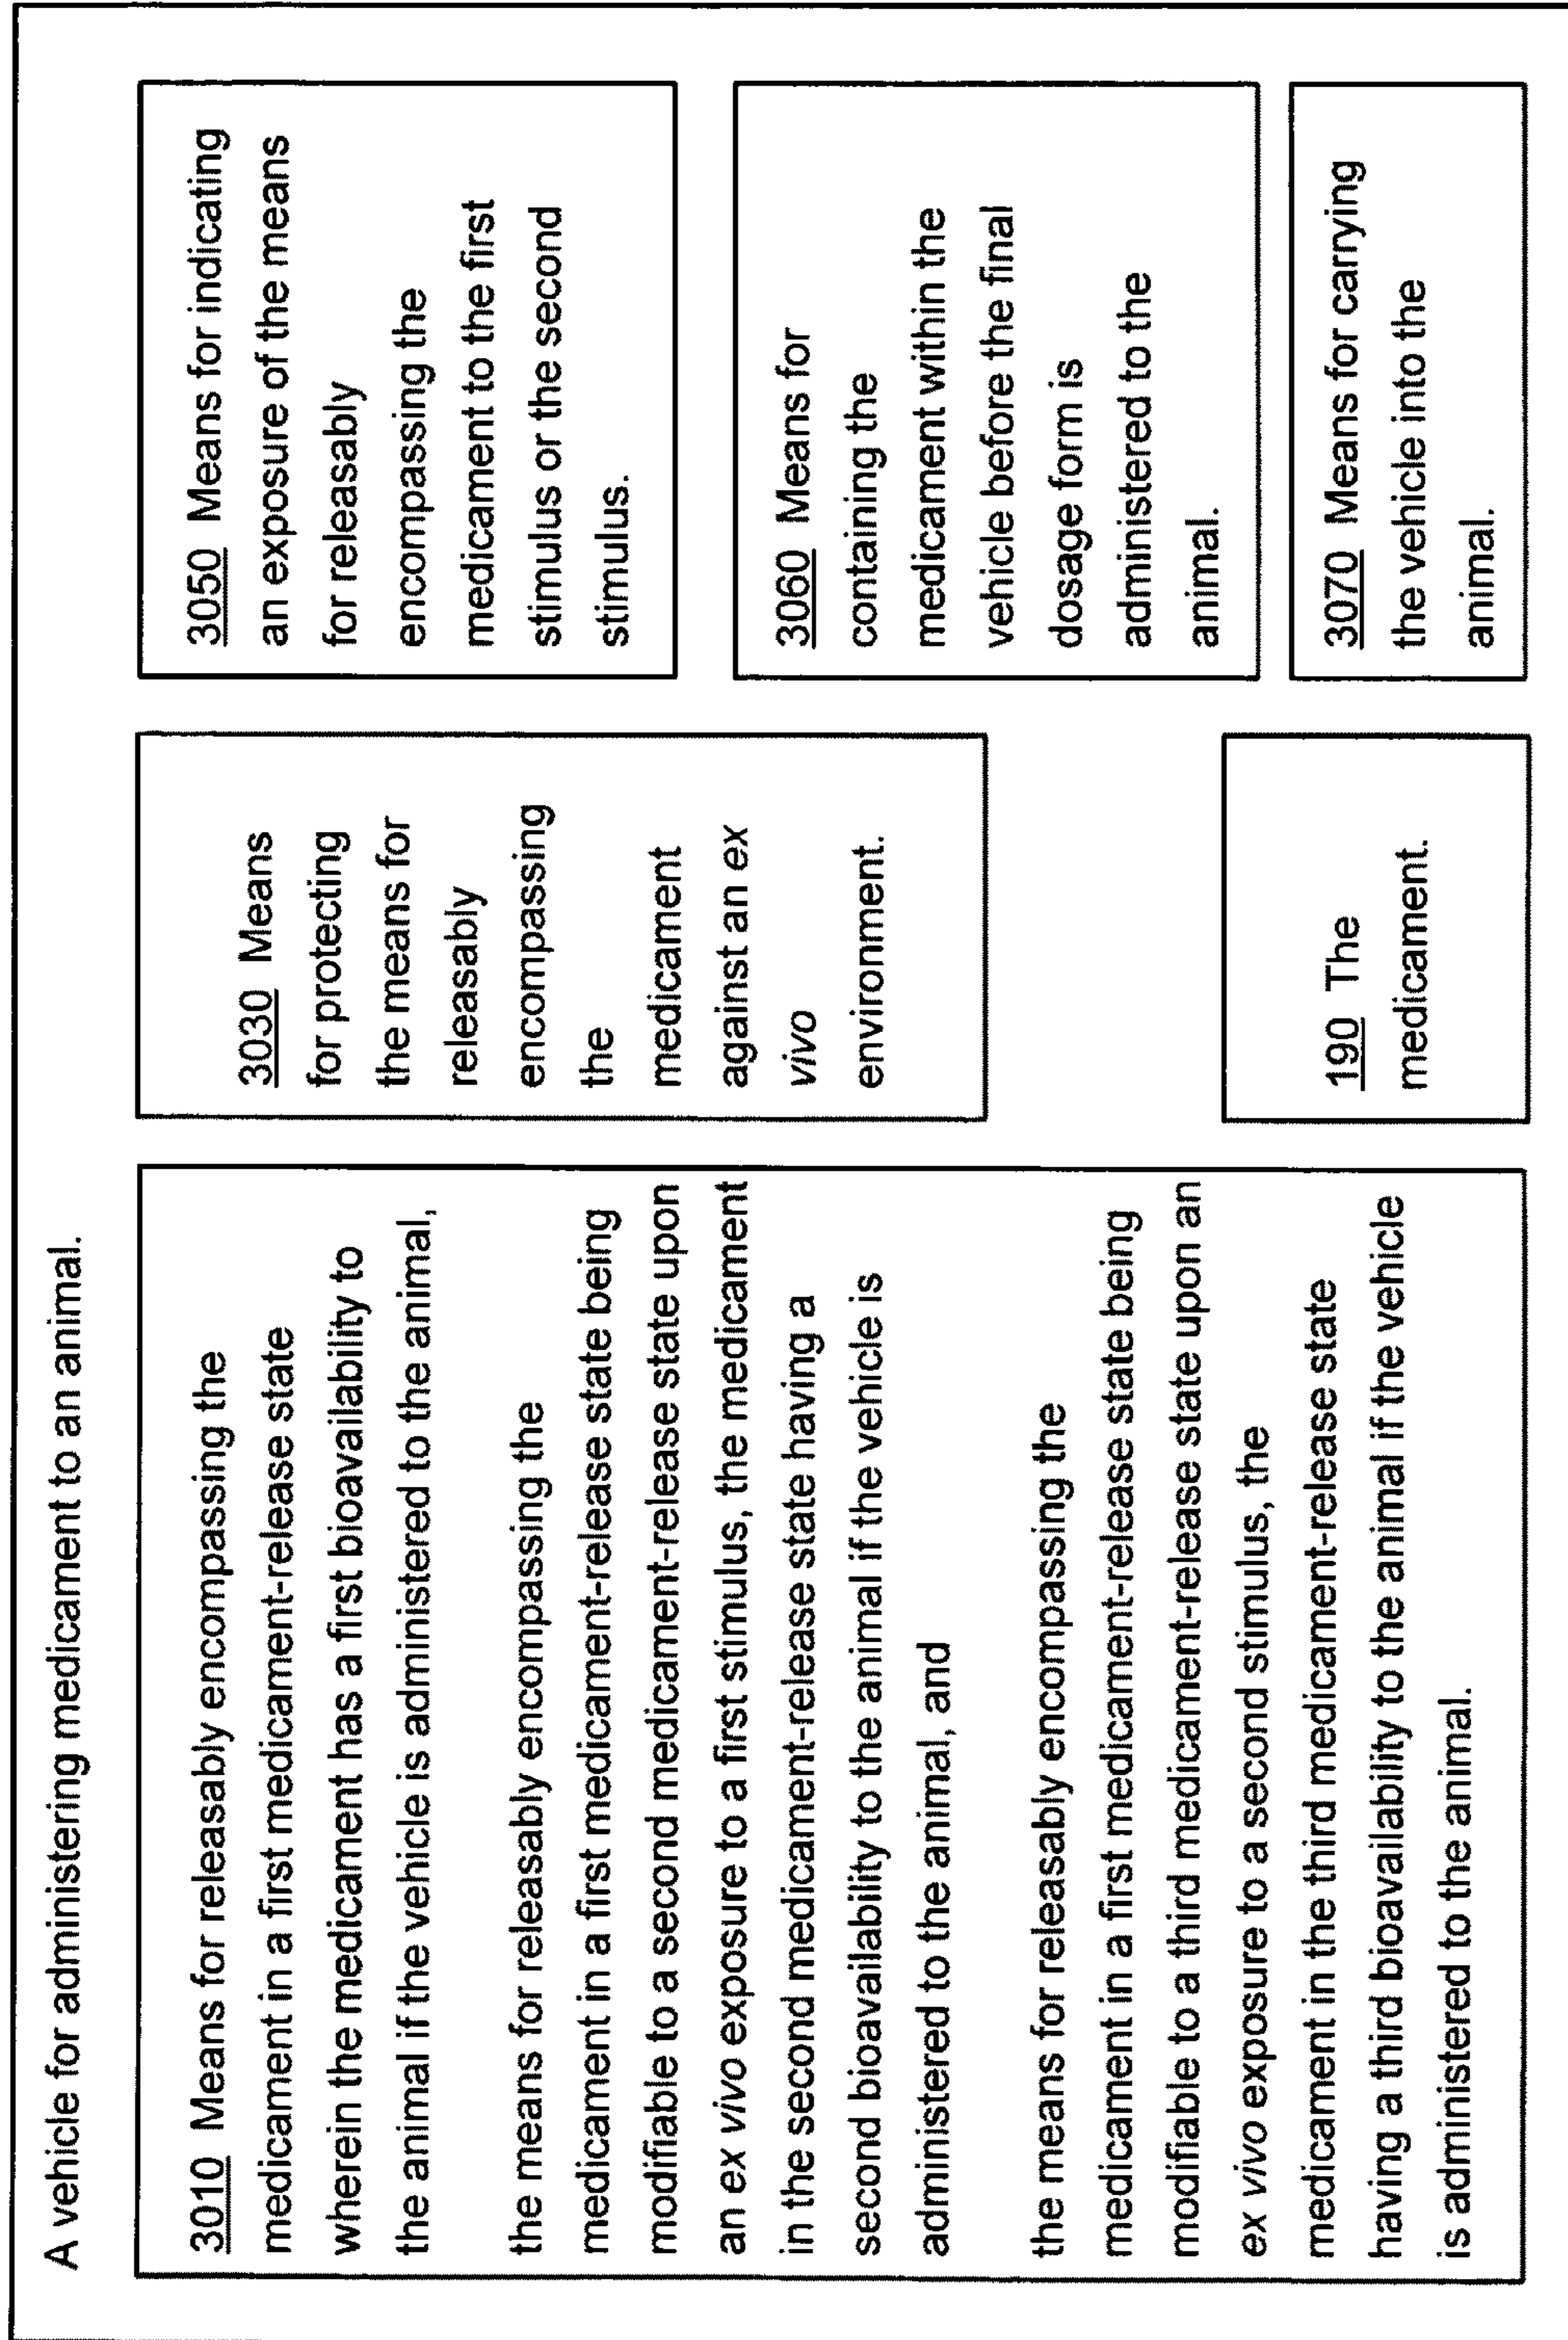 A vehicle for administering medicament to an animal.
3010 Means for releasably encompassing the
medicament in a first medicament-release state
wherein the medicament has a first bioavailability to
the animal if the vehicle is administered to the animal,
the means for releasably encompassing the
medicament in a first medicament-release state being
modifiable to a second medicament-release state upon
an ex vivo exposure to a first stimulus, the medicament
in the second medicament-release state having a
second bioavailability to the animal if the vehicle is
administered to the animal, and
the means for releasably encompassing the
medicament in a first medicament-release state being
modifiable to a third medicament-release state upon an
ex vivo exposure to a second stimulus, the
medicament in the third medicament-release state
having a third bioavailability to the animal if the vehicle
is administered to the animal.
3030 Means
for protecting
the means for
releasably
encompassing
the
medicament
against an ex
vivo
environment.
190 The
medicament.
3050 Means for indicating
an exposure of the means
for releasably
encompassing the
medicament to the first
stimulus or the second
stimulus.
3060 Means for
containing the
medicament within the
vehicle before the final
dosage form is
administered to the
animal.
3070 Means for carrying
the vehicle into the
animal.